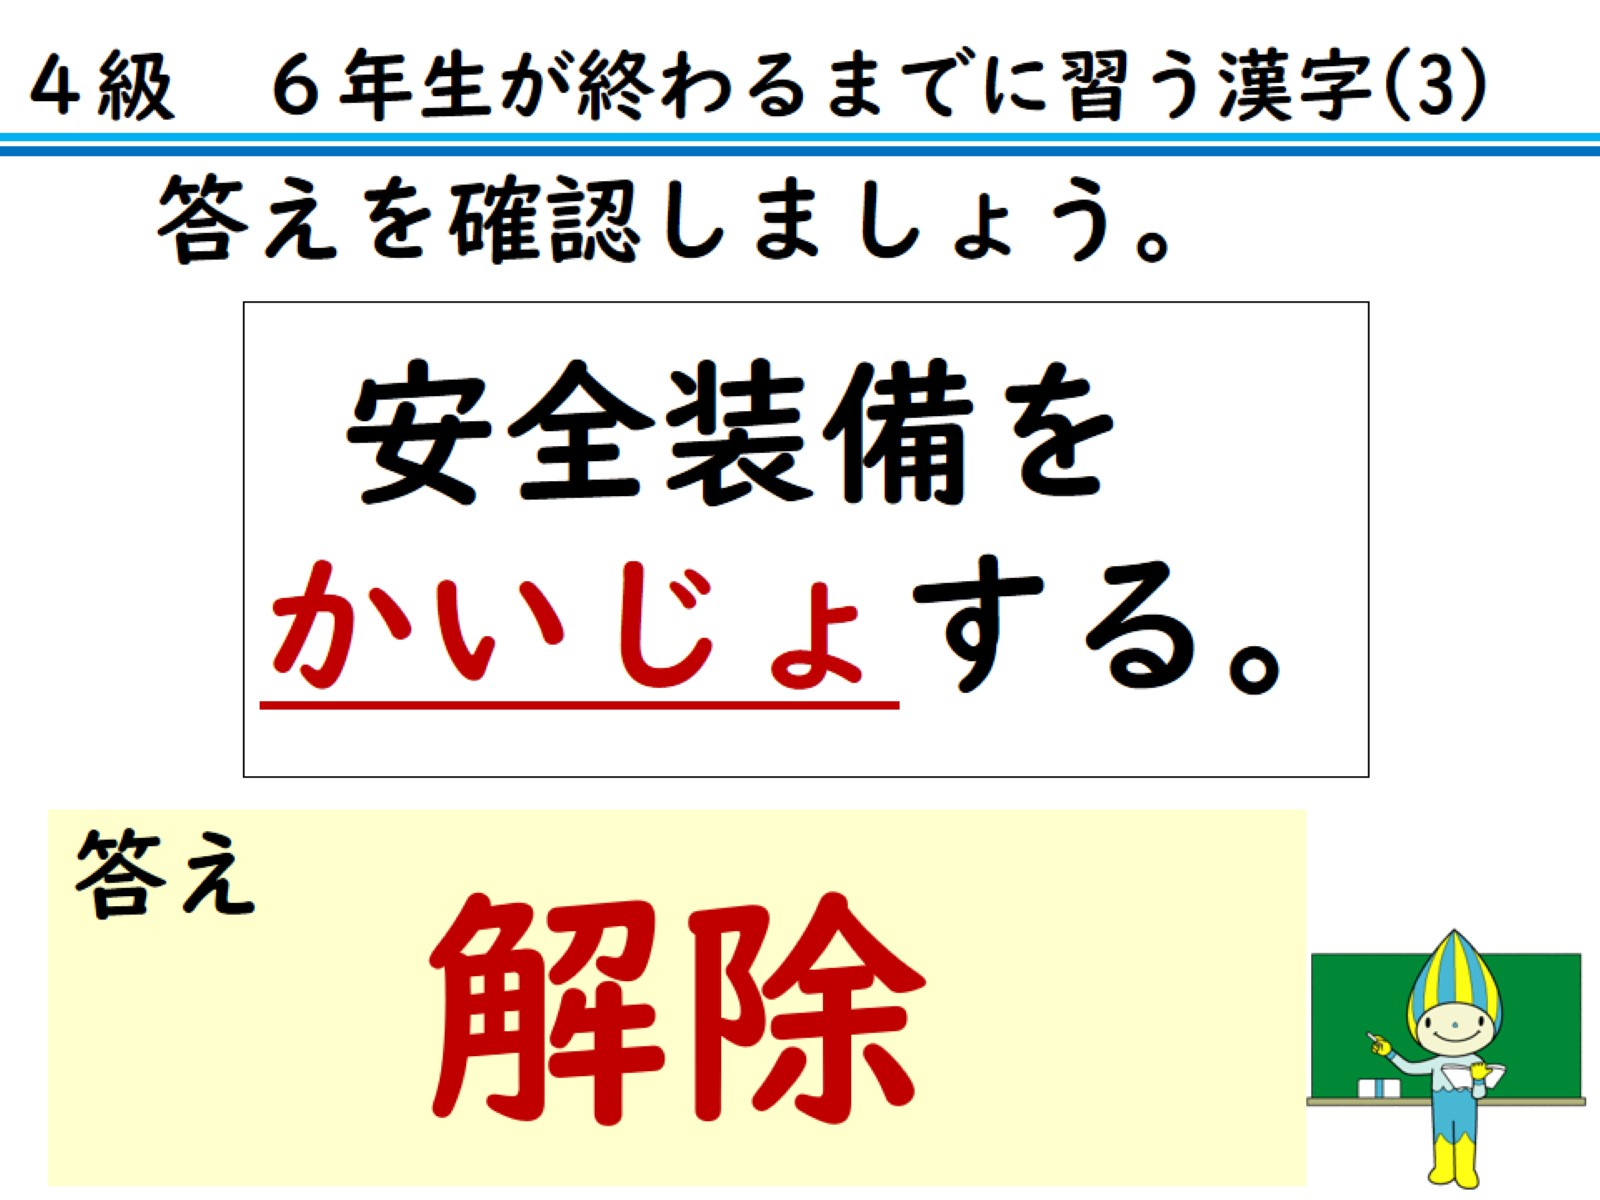 ４級　６年生が終わるまでに習う漢字(3)
答えを確認しましょう。
安全装備を
かいじょする。
答え
解除